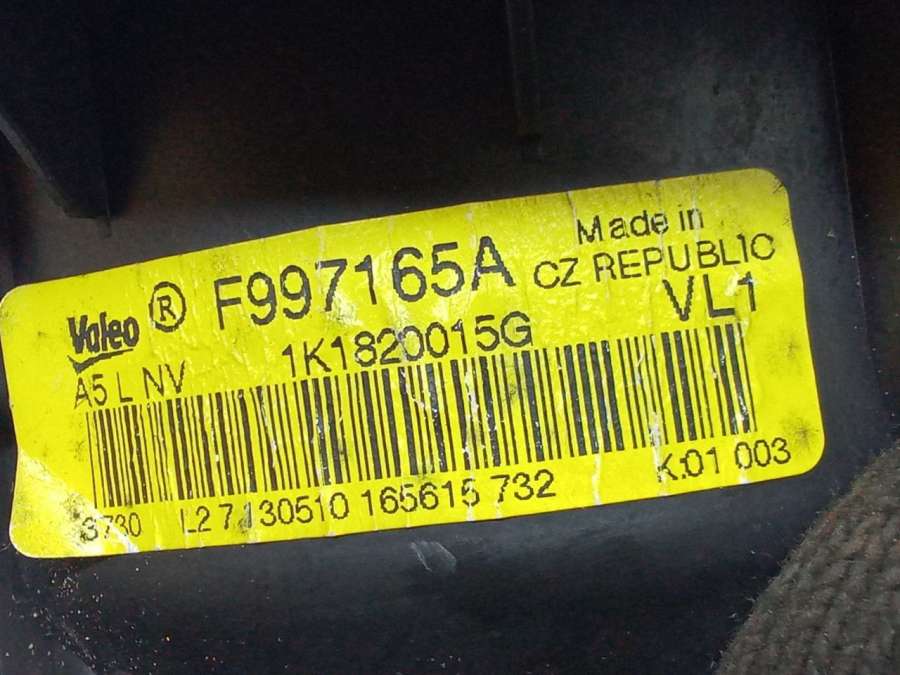 Valeo ® F997165A Made in
CZ REPUBLIC
1K1820015G VL1
A5 L NV
3730 L2 7 130510 165615 732 K:01 003